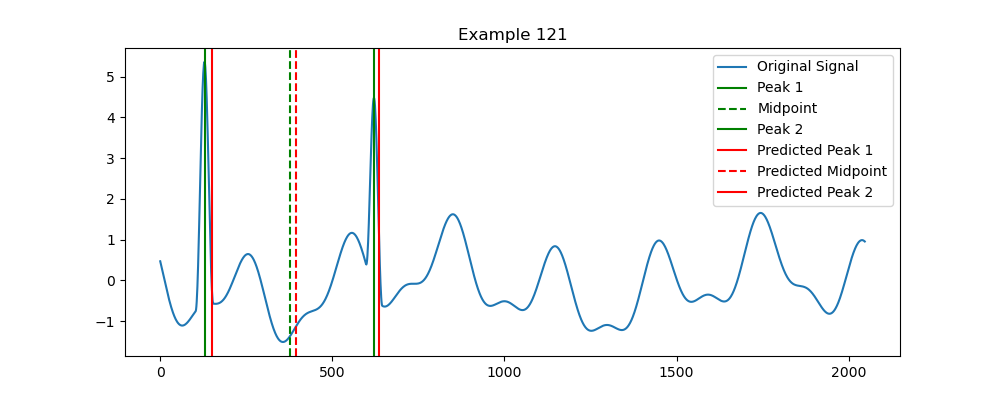 Example 121
Original Signal
Peak 1
Midpoint
Peak 2
Predicted Peak 1
Predicted Midpoint
Predicted Peak 2
5
4
3
2
1
0
−1
0 500 1000 1500 2000